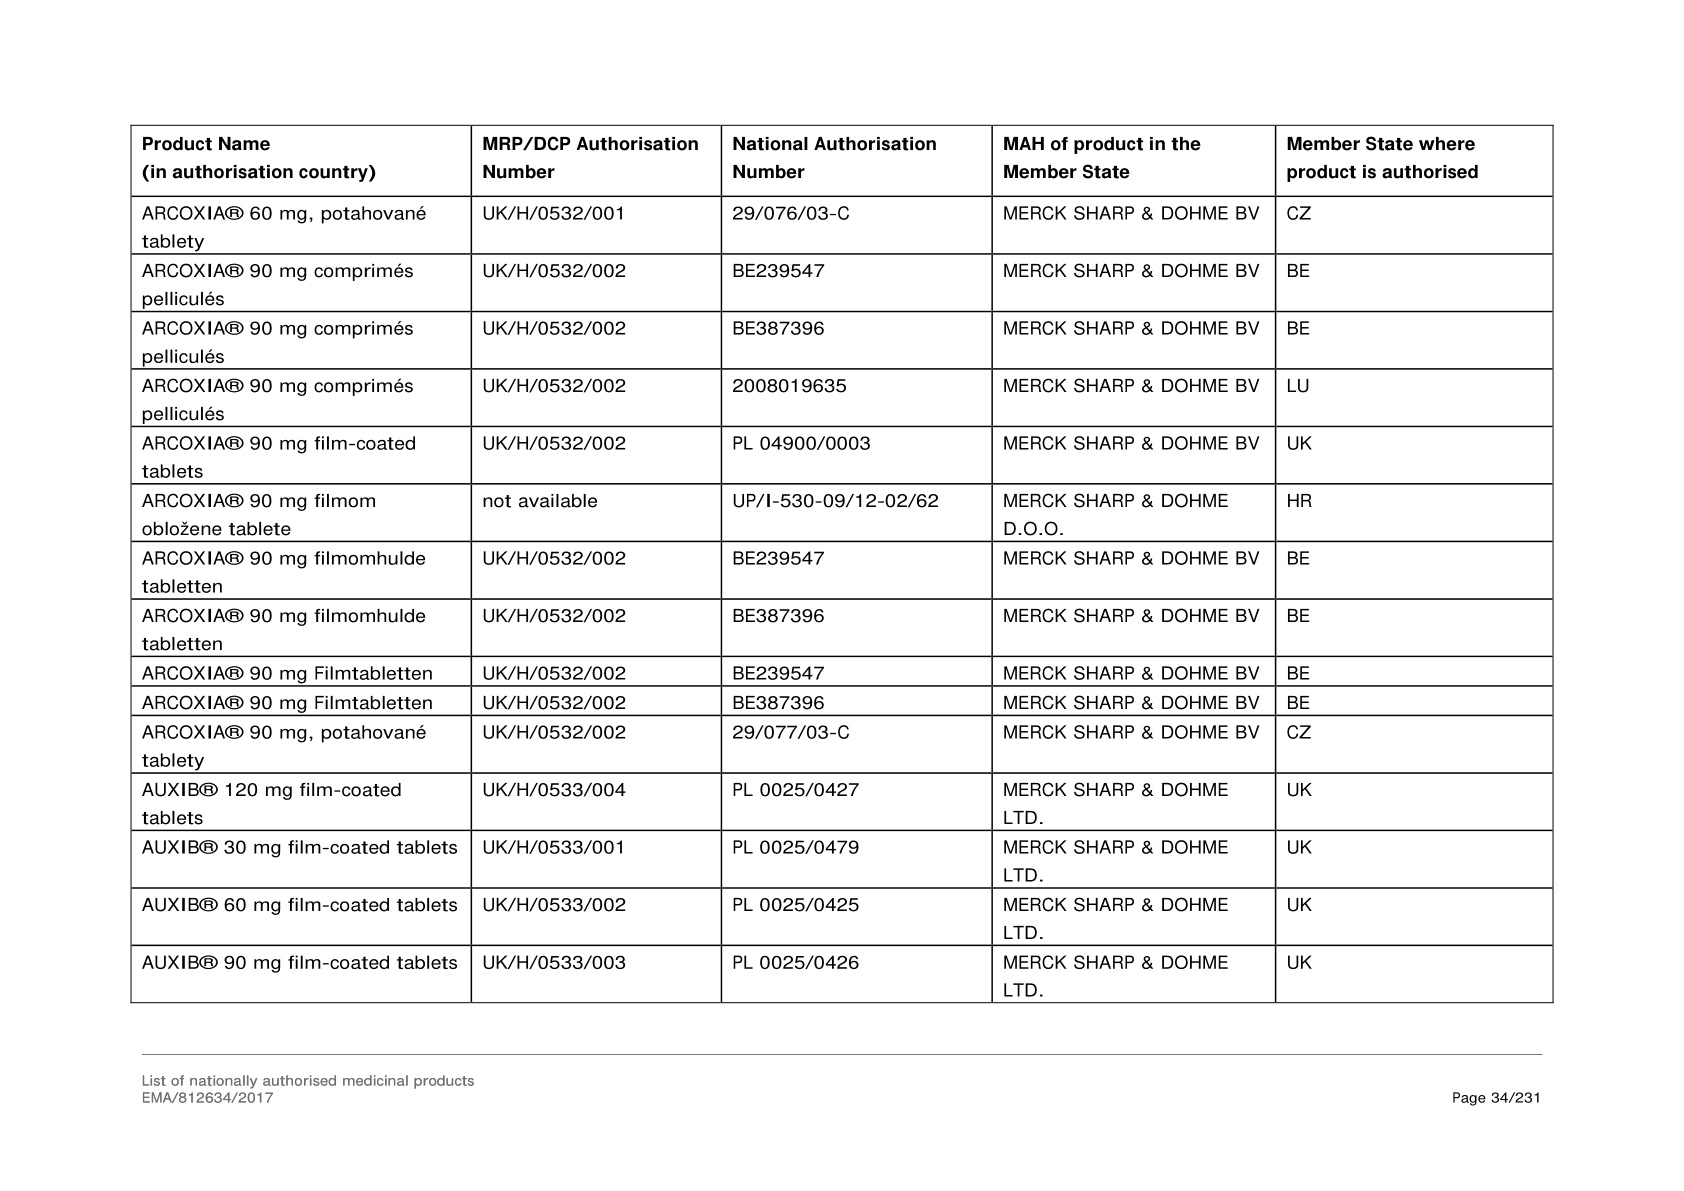 Product Name
(in authorisation country)
MRP/DCP Authorisation
Number
National Authorisation
Number
MAH of product in the
Member State
Member State where
product is authorised
ARCOXIA® 60 mg, potahované
tablety
UK/H/0532/001
29/076/03-C
MERCK SHARP & DOHME BV
CZ
ARCOXIA® 90 mg comprimés
pelliculés
UK/H/0532/002
BE239547
MERCK SHARP & DOHME BV
BE
ARCOXIA® 90 mg comprimés
pelliculés
UK/H/0532/002
BE387396
MERCK SHARP & DOHME BV
BE
ARCOXIA® 90 mg comprimés
pelliculés
UK/H/0532/002
2008019635
MERCK SHARP & DOHME BV
LU
ARCOXIA® 90 mg film-coated
tablets
UK/H/0532/002
PL 04900/0003
MERCK SHARP & DOHME BV
UK
ARCOXIA® 90 mg filmom
obložene tablete
not available
UP/I-530-09/12-02/62
MERCK SHARP & DOHME
D.O.O.
HR
ARCOXIA® 90 mg filmomhulde
tabletten
UK/H/0532/002
BE239547
MERCK SHARP & DOHME BV
BE
ARCOXIA® 90 mg filmomhulde
tabletten
UK/H/0532/002
BE387396
MERCK SHARP & DOHME BV
BE
ARCOXIA® 90 mg Filmtabletten
UK/H/0532/002
BE239547
MERCK SHARP & DOHME BV
BE
ARCOXIA® 90 mg Filmtabletten
UK/H/0532/002
BE387396
MERCK SHARP & DOHME BV
BE
ARCOXIA® 90 mg, potahované
tablety
UK/H/0532/002
29/077/03-C
MERCK SHARP & DOHME BV
CZ
AUXIB® 120 mg film-coated
tablets
UK/H/0533/004
PL 0025/0427
MERCK SHARP & DOHME
LTD.
UK
AUXIB® 30 mg film-coated tablets
UK/H/0533/001
PL 0025/0479
MERCK SHARP & DOHME
LTD.
UK
AUXIB® 60 mg film-coated tablets
UK/H/0533/002
PL 0025/0425
MERCK SHARP & DOHME
LTD.
UK
AUXIB® 90 mg film-coated tablets
UK/H/0533/003
PL 0025/0426
MERCK SHARP & DOHME
LTD.
UK
List of nationally authorised medicinal products
EMA/812634/2017
Page 34/231